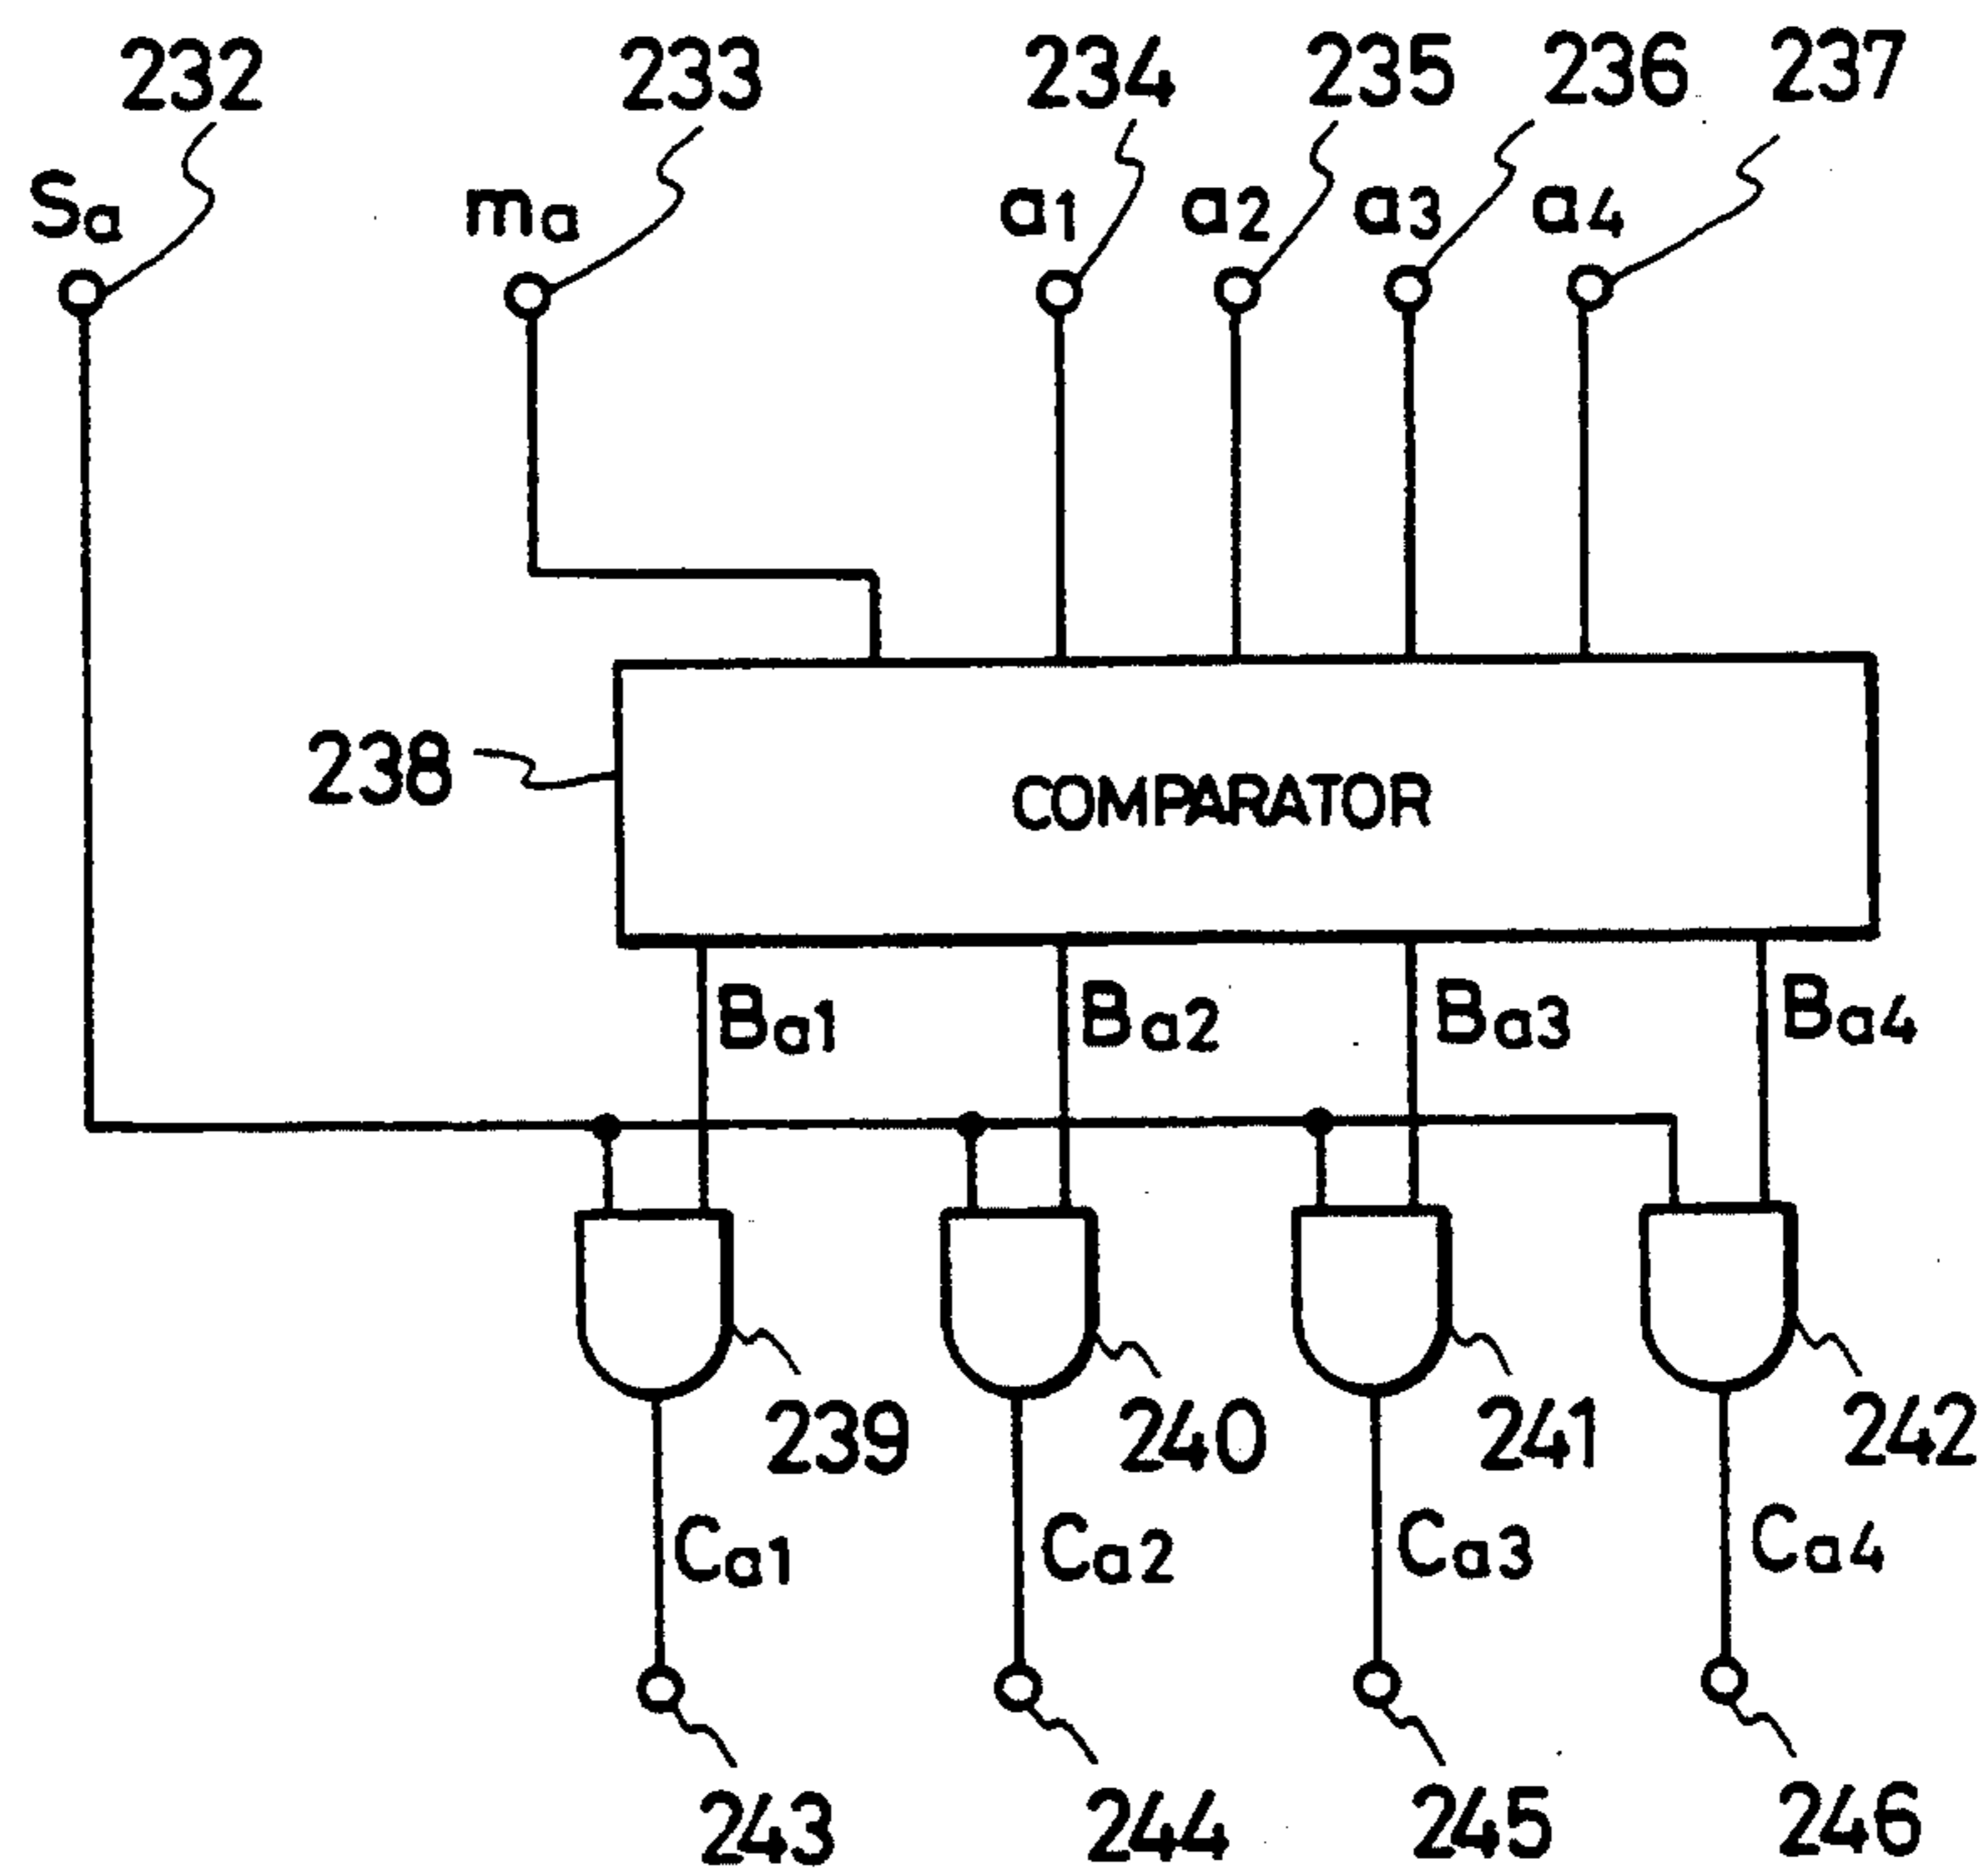 232 233 234 235 236 237
Sa ma a1 a2 a3 a4
238
COMPARATOR
Ba1 Ba2 Ba3 Ba4
239 240 241 242
Ca1 Ca2 Ca3 Ca4
243 244 245 246